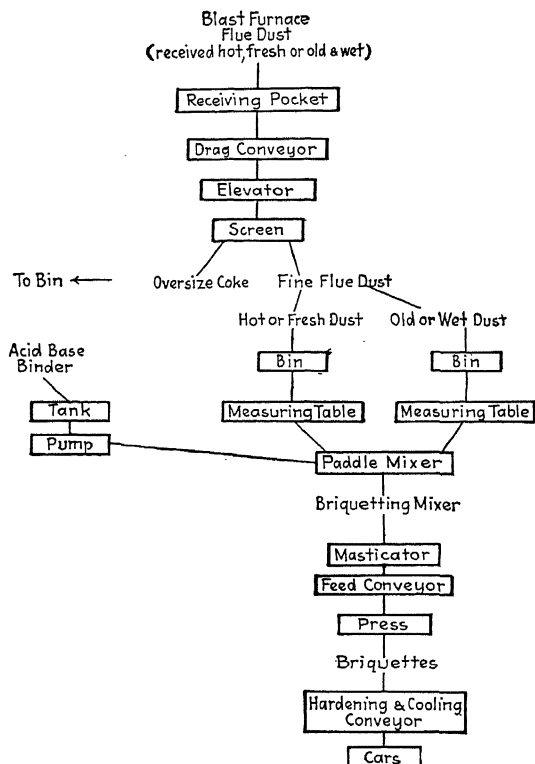 Blast Furnace
Flue Dust
(received hot, fresh or old & wet)
Receiving Pocket
Drag Conveyor
Elevator
Screen
To Bin
Oversize Coke
Fine Flue Dust
Hot or Fresh Dust
Old or Wet Dust
Acid Base
Binder
Bin
Bin
Tank
Measuring Table
Measuring Table
Pump
Paddle Mixer
Briquetting Mixer
Masticator
Feed Conveyor
Press
Briquettes
Hardening & Cooling
Conveyor
Cars